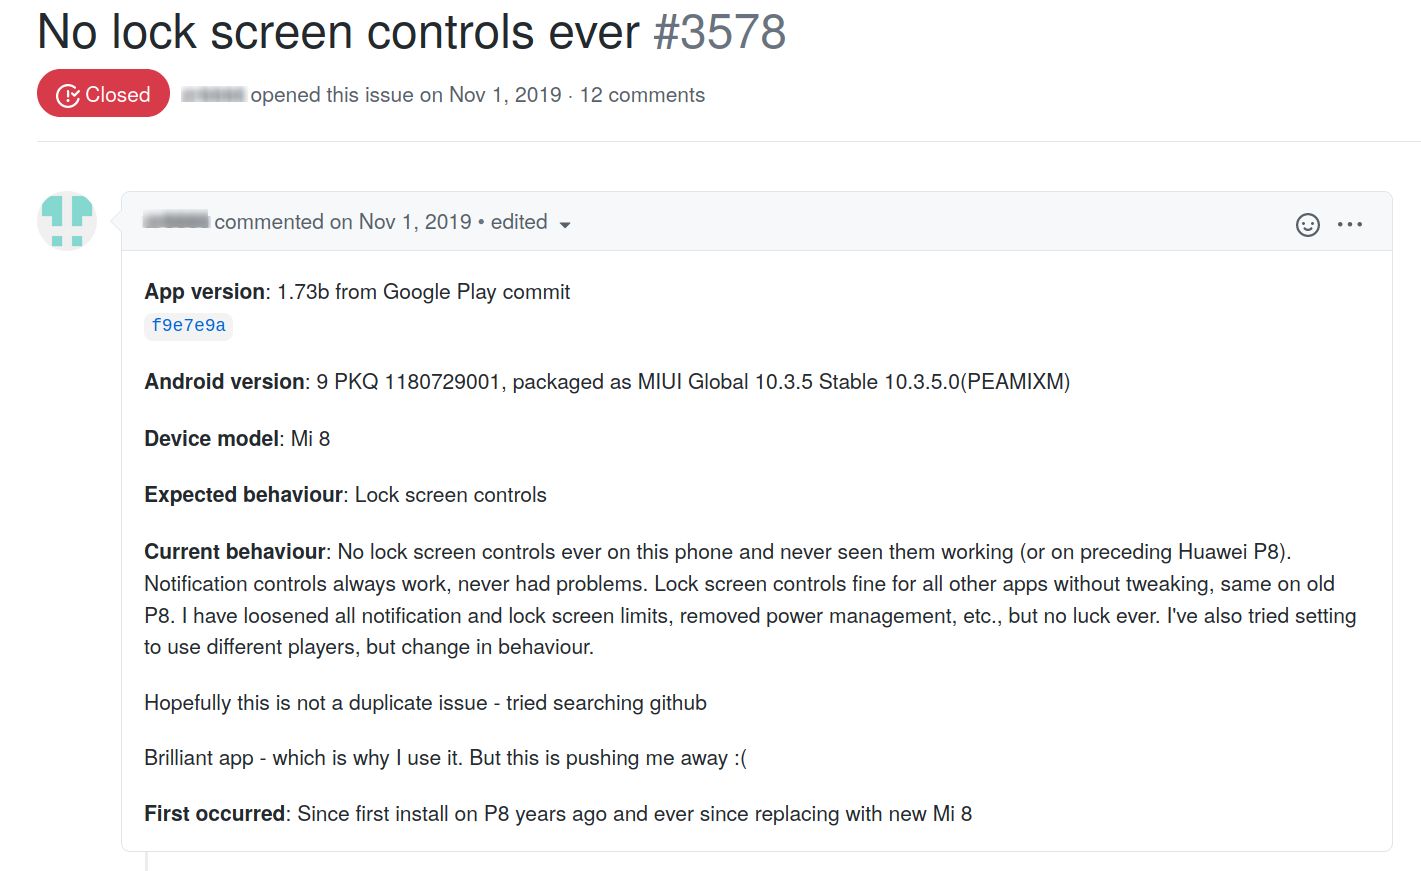 No lock screen controls ever #3578
Closed
opened this issue on Nov 1, 2019 · 12 comments
commented on Nov 1, 2019 • edited
App version: 1.73b from Google Play commit
f9e7e9a
Android version: 9 PKQ 1180729001, packaged as MIUI Global 10.3.5 Stable 10.3.5.0(PEAMIXM)
Device model: Mi 8
Expected behaviour: Lock screen controls
Current behaviour: No lock screen controls ever on this phone and never seen them working (or on preceding Huawei P8).
Notification controls always work, never had problems. Lock screen controls fine for all other apps without tweaking, same on old
P8. I have loosened all notification and lock screen limits, removed power management, etc., but no luck ever. I've also tried setting
to use different players, but change in behaviour.
Hopefully this is not a duplicate issue - tried searching github
Brilliant app - which is why I use it. But this is pushing me away :(
First occurred: Since first install on P8 years ago and ever since replacing with new Mi 8